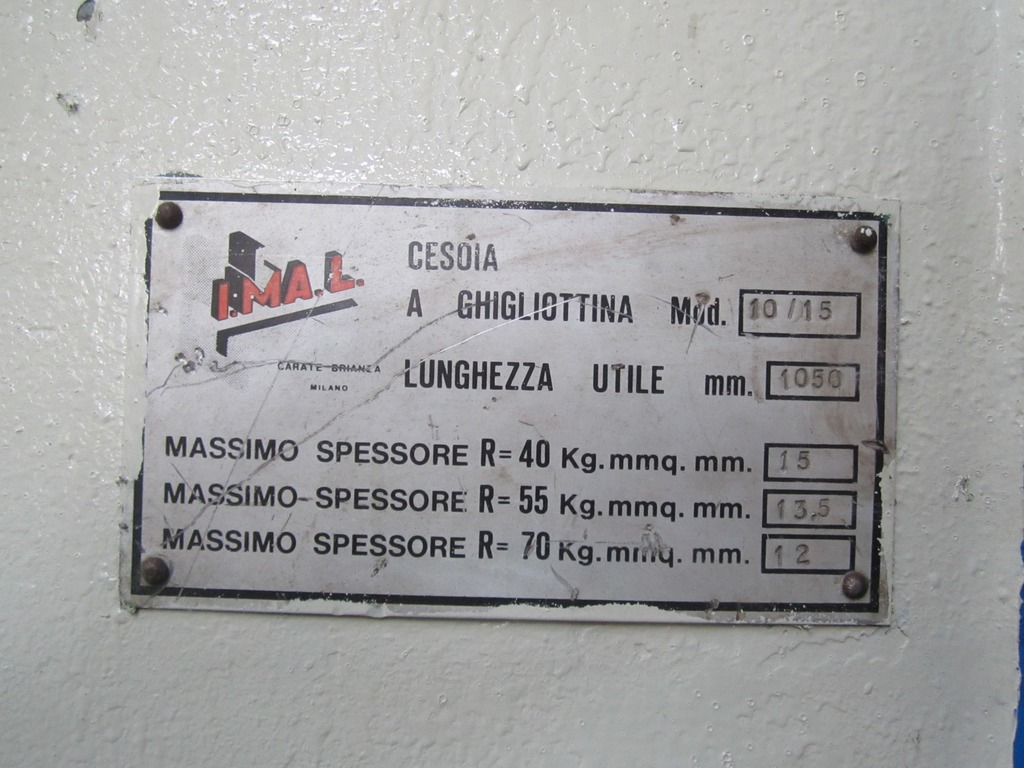 I.MA.L.
CARATE BRIANZA
MILANO
CESOIA
A GHIGLIOTTINA Mod. 10/15
LUNGHEZZA UTILE mm. 1050
MASSIMO SPESSORE R= 40 Kg.mmq. mm. 15
MASSIMO SPESSORE R= 55 Kg.mmq. mm. 13,5
MASSIMO SPESSORE R= 70 Kg.mmq. mm. 12